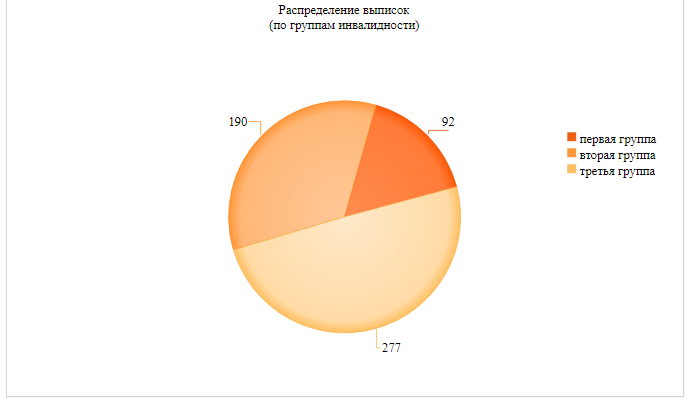 Распределение выписок
(по группам инвалидности)
190
92
первая группа
вторая группа
третья группа
277